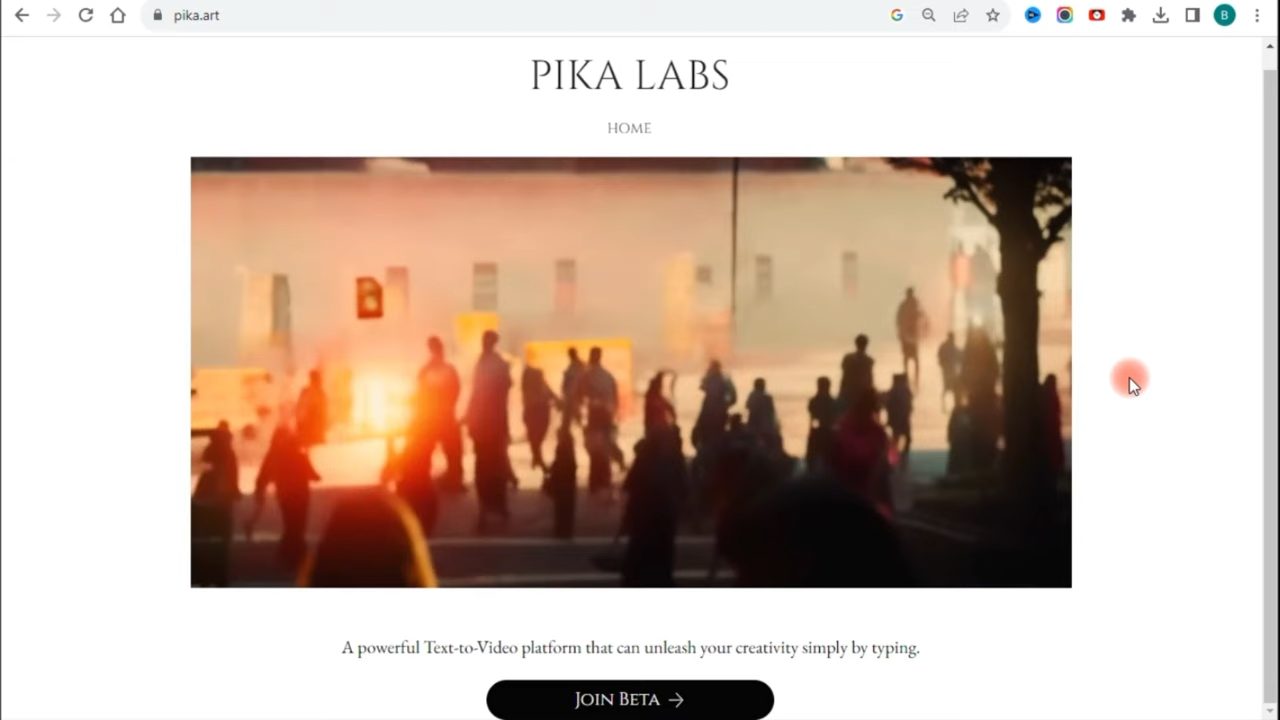 pika.art
B
PIKA LABS
HOME
A powerful Text-to-Video platform that can unleash your creativity simply by typing.
JOIN BETA →